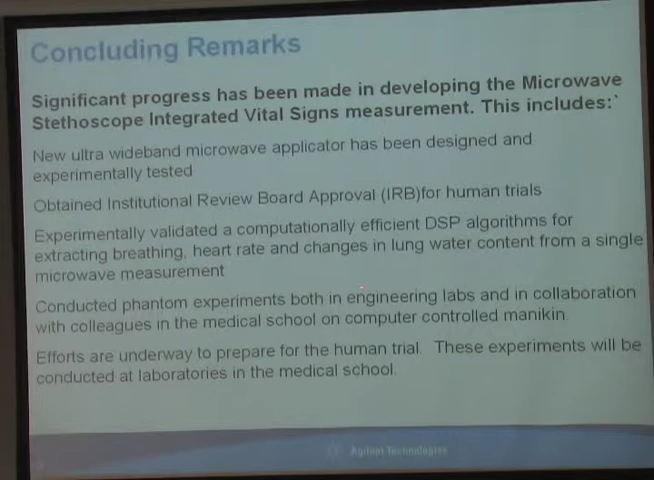 Concluding Remarks
Significant progress has been made in developing the Microwave
Stethoscope Integrated Vital Signs measurement. This includes:`
New ultra wideband microwave applicator has been designed and
experimentally tested
Obtained Institutional Review Board Approval (IRB)for human trials
Experimentally validated a computationally efficient DSP algorithms for
extracting breathing, heart rate and changes in lung water content from a single
microwave measurement
Conducted phantom experiments both in engineering labs and in collaboration
with colleagues in the medical school on computer controlled manikin.
Efforts are underway to prepare for the human trial. These experiments will be
conducted at laboratories in the medical school.
Agilent Technologies